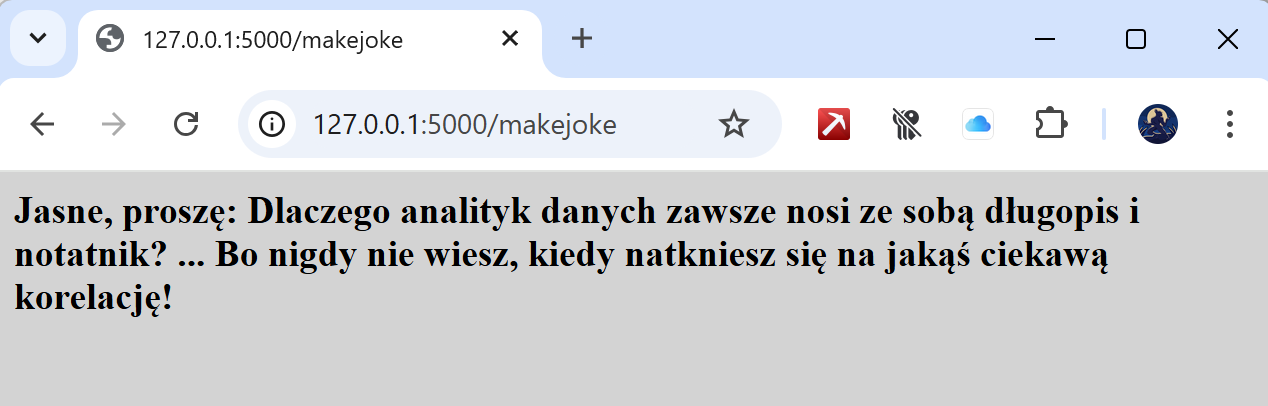 127.0.0.1:5000/makejoke
127.0.0.1:5000/makejoke
Jasne, proszę: Dlaczego analityk danych zawsze nosi ze sobą długopis i
notatnik? ... Bo nigdy nie wiesz, kiedy natkniesz się na jakąś ciekawą
korelację!